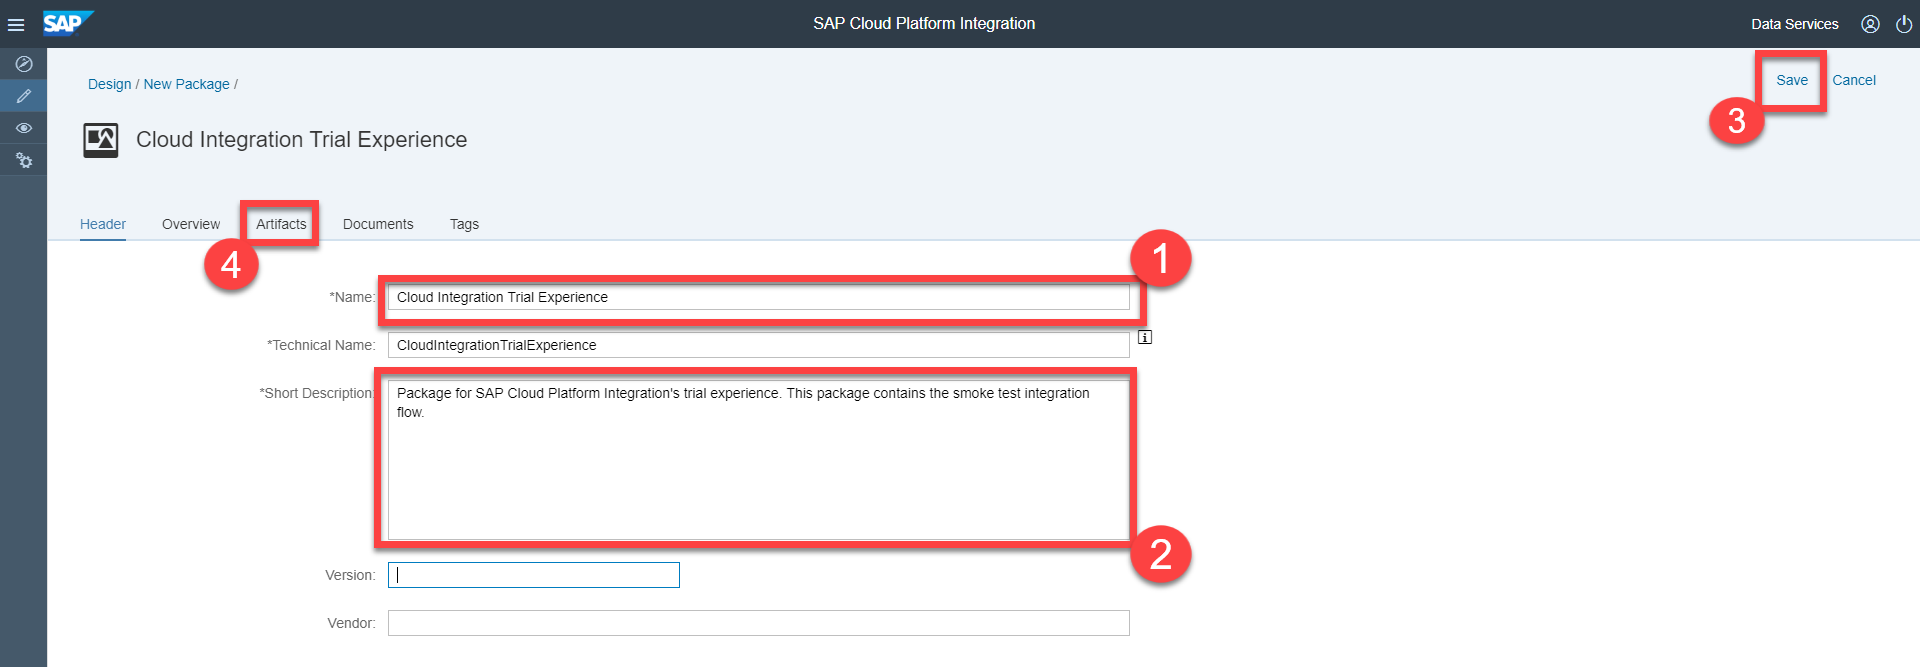 SAP
SAP Cloud Platform Integration
Data Services
Design / New Package /
Save
Cancel
3
Cloud Integration Trial Experience
Header
Overview
Artifacts
Documents
Tags
4
1
*Name:
Cloud Integration Trial Experience
*Technical Name:
CloudIntegrationTrialExperience
i
*Short Description:
Package for SAP Cloud Platform Integration's trial experience. This package contains the smoke test integration
flow.
2
Version:
Vendor: